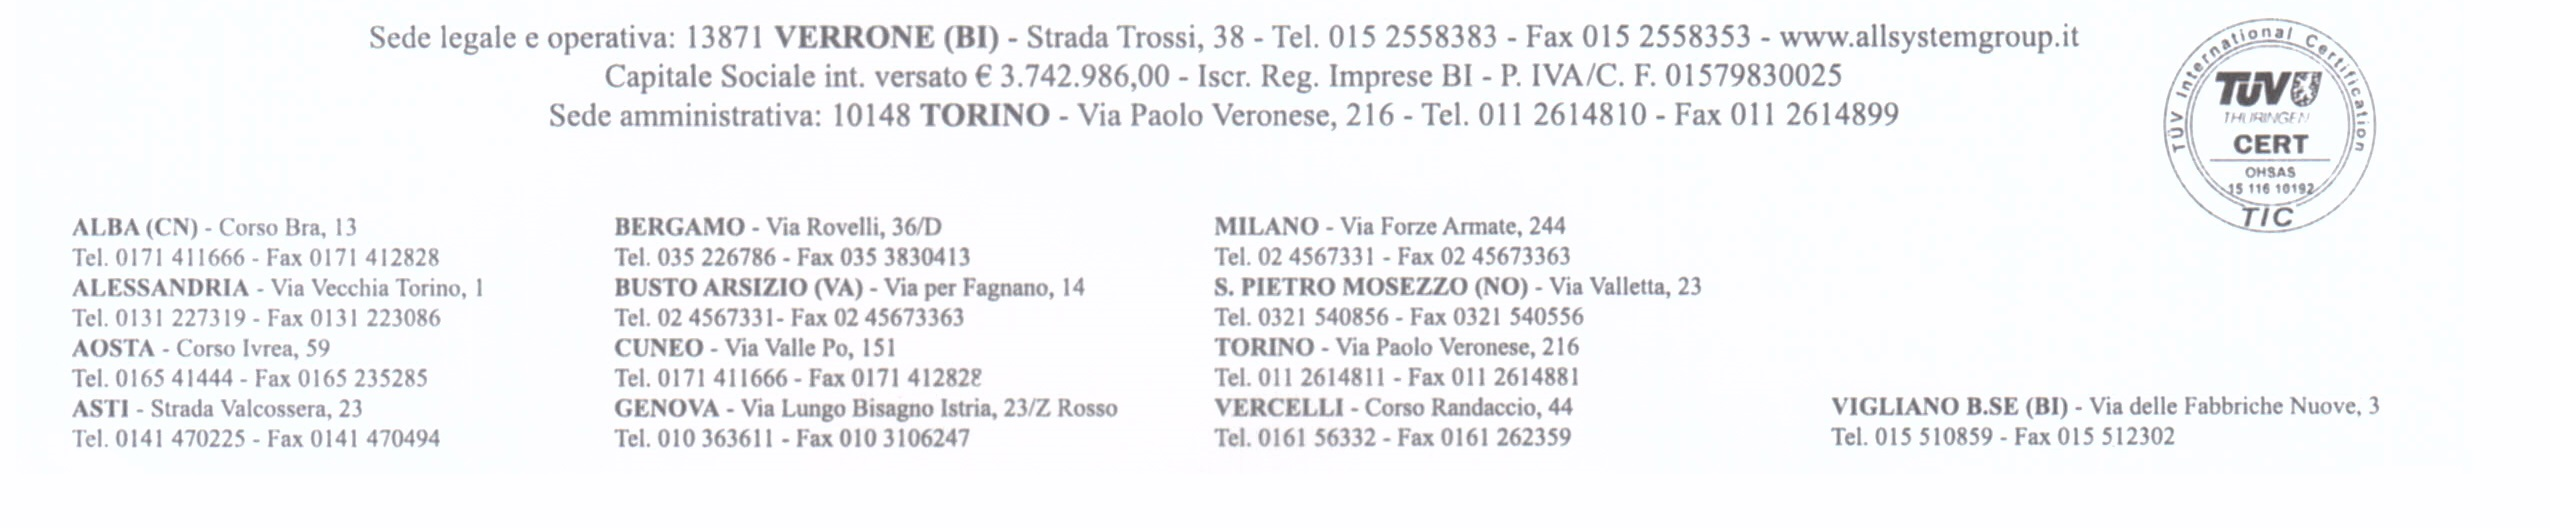 Sede legale e operativa: 13871 VERRONE (BI) - Strada Trossi, 38 - Tel. 015 2558383 - Fax 015 2558353 - www.allsystemgroup.it
Capitale Sociale int. versato € 3.742.986,00 - Iscr. Reg. Imprese BI - P. IVA/C. F. 01579830025
Sede amministrativa: 10148 TORINO - Via Paolo Veronese, 216 - Tel. 011 2614810 - Fax 011 2614899
TÜV International Certification
TÜV
THÜRINGEN
CERT
OHSAS
15 116 10192
TIC
ALBA (CN) - Corso Bra, 13
Tel. 0171 411666 - Fax 0171 412828
ALESSANDRIA - Via Vecchia Torino, 1
Tel. 0131 227319 - Fax 0131 223086
AOSTA - Corso Ivrea, 59
Tel. 0165 41444 - Fax 0165 235285
ASTI - Strada Valcossera, 23
Tel. 0141 470225 - Fax 0141 470494
BERGAMO - Via Rovelli, 36/D
Tel. 035 226786 - Fax 035 3830413
BUSTO ARSIZIO (VA) - Via per Fagnano, 14
Tel. 02 4567331- Fax 02 45673363
CUNEO - Via Valle Po, 151
Tel. 0171 411666 - Fax 0171 412828
GENOVA - Via Lungo Bisagno Istria, 23/Z Rosso
Tel. 010 363611 - Fax 010 3106247
MILANO - Via Forze Armate, 244
Tel. 02 4567331 - Fax 02 45673363
S. PIETRO MOSEZZO (NO) - Via Valletta, 23
Tel. 0321 540856 - Fax 0321 540556
TORINO - Via Paolo Veronese, 216
Tel. 011 2614811 - Fax 011 2614881
VERCELLI - Corso Randaccio, 44
Tel. 0161 56332 - Fax 0161 262359
VIGLIANO B.SE (BI) - Via delle Fabbriche Nuove, 3
Tel. 015 510859 - Fax 015 512302